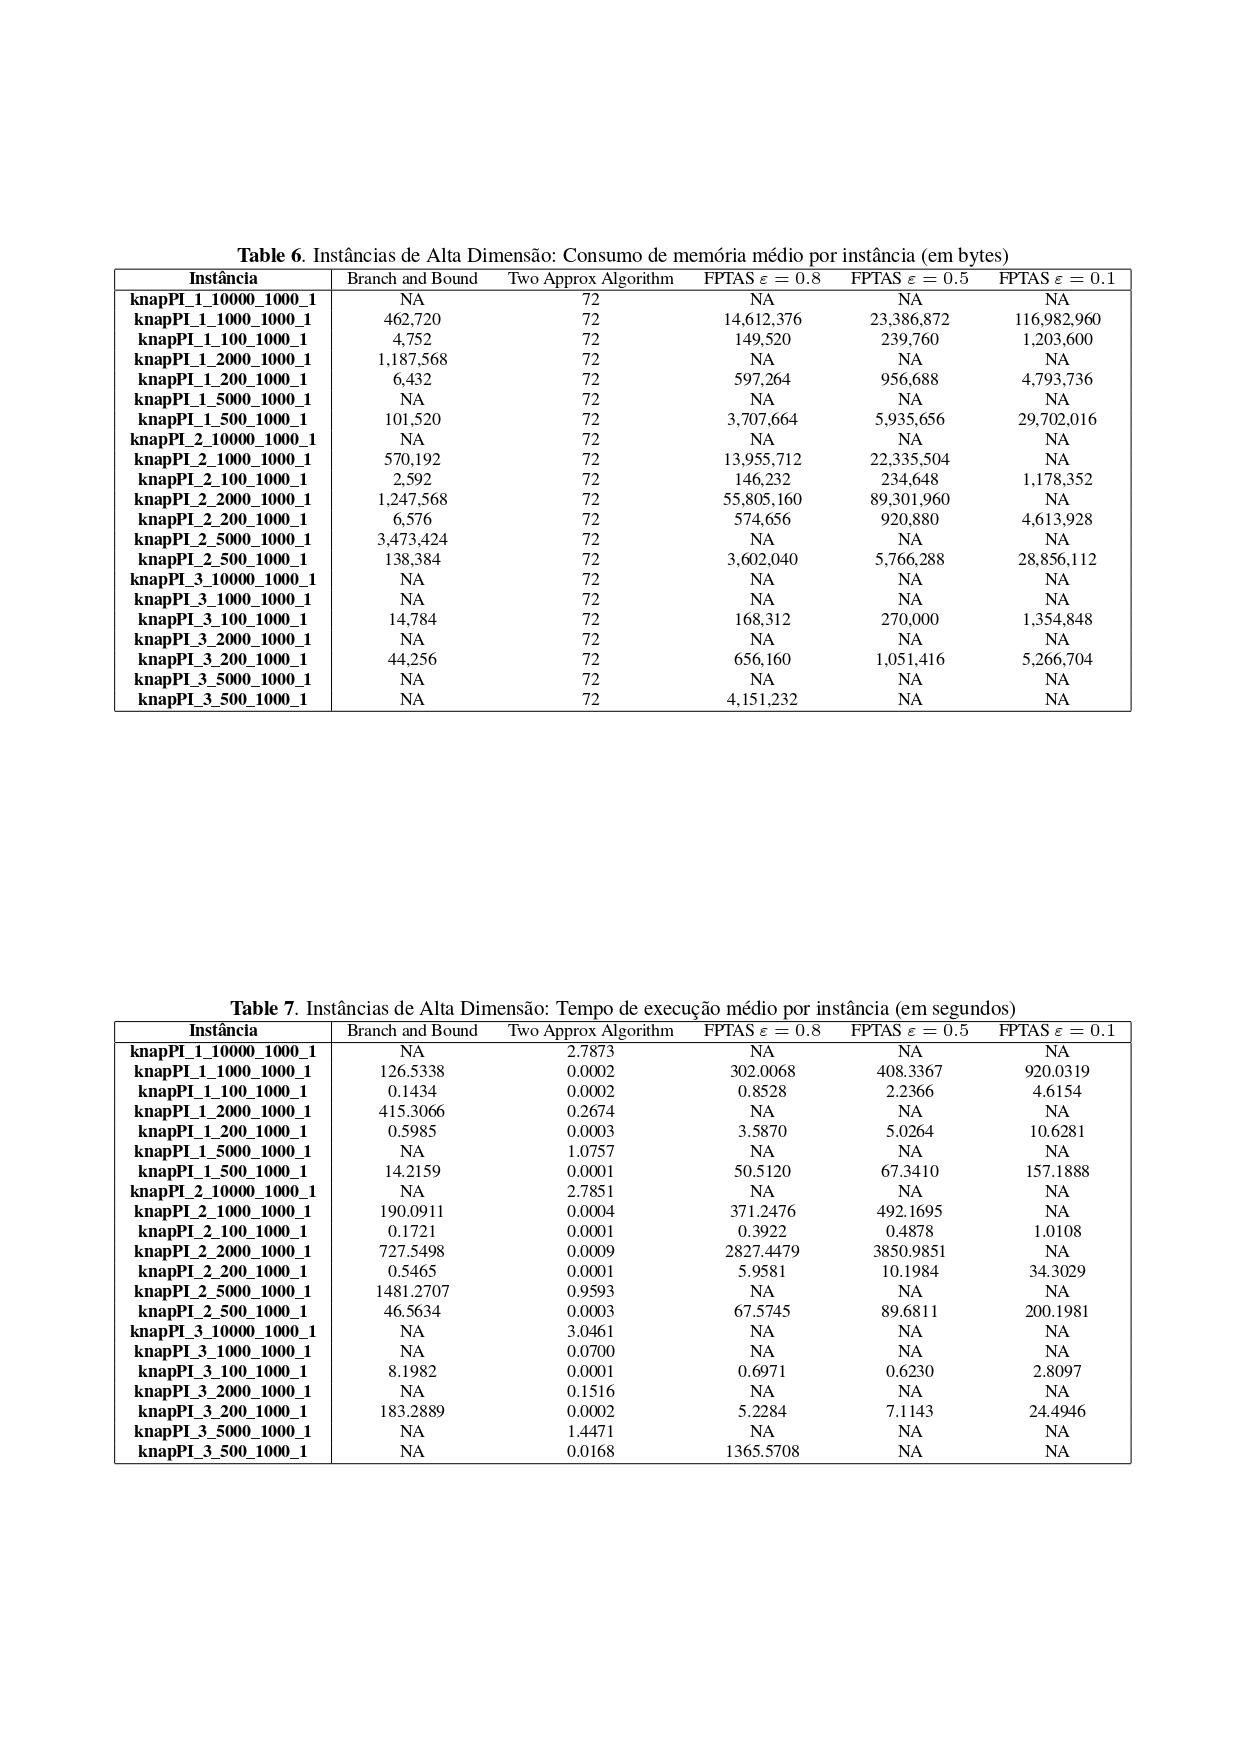 Table 6. Instâncias de Alta Dimensão: Consumo de memória médio por instância (em bytes)
Instância Branch and Bound Two Approx Algorithm FPTAS ε = 0.8 FPTAS ε = 0.5 FPTAS ε = 0.1
knapPI_1_10000_1000_1 NA 72 NA NA NA
knapPI_1_1000_1000_1 462,720 72 14,612,376 23,386,872 116,982,960
knapPI_1_100_1000_1 4,752 72 149,520 239,760 1,203,600
knapPI_1_2000_1000_1 1,187,568 72 NA NA NA
knapPI_1_200_1000_1 6,432 72 597,264 956,688 4,793,736
knapPI_1_5000_1000_1 NA 72 NA NA NA
knapPI_1_500_1000_1 101,520 72 3,707,664 5,935,656 29,702,016
knapPI_2_10000_1000_1 NA 72 NA NA NA
knapPI_2_1000_1000_1 570,192 72 13,955,712 22,335,504 NA
knapPI_2_100_1000_1 2,592 72 146,232 234,648 1,178,352
knapPI_2_2000_1000_1 1,247,568 72 55,805,160 89,301,960 NA
knapPI_2_200_1000_1 6,576 72 574,656 920,880 4,613,928
knapPI_2_5000_1000_1 3,473,424 72 NA NA NA
knapPI_2_500_1000_1 138,384 72 3,602,040 5,766,288 28,856,112
knapPI_3_10000_1000_1 NA 72 NA NA NA
knapPI_3_1000_1000_1 NA 72 NA NA NA
knapPI_3_100_1000_1 14,784 72 168,312 270,000 1,354,848
knapPI_3_2000_1000_1 NA 72 NA NA NA
knapPI_3_200_1000_1 44,256 72 656,160 1,051,416 5,266,704
knapPI_3_5000_1000_1 NA 72 NA NA NA
knapPI_3_500_1000_1 NA 72 4,151,232 NA NA
Table 7. Instâncias de Alta Dimensão: Tempo de execução médio por instância (em segundos)
Instância Branch and Bound Two Approx Algorithm FPTAS ε = 0.8 FPTAS ε = 0.5 FPTAS ε = 0.1
knapPI_1_10000_1000_1 NA 2.7873 NA NA NA
knapPI_1_1000_1000_1 126.5338 0.0002 302.0068 408.3367 920.0319
knapPI_1_100_1000_1 0.1434 0.0002 0.8528 2.2366 4.6154
knapPI_1_2000_1000_1 415.3066 0.2674 NA NA NA
knapPI_1_200_1000_1 0.5985 0.0003 3.5870 5.0264 10.6281
knapPI_1_5000_1000_1 NA 1.0757 NA NA NA
knapPI_1_500_1000_1 14.2159 0.0001 50.5120 67.3410 157.1888
knapPI_2_10000_1000_1 NA 2.7851 NA NA NA
knapPI_2_1000_1000_1 190.0911 0.0004 371.2476 492.1695 NA
knapPI_2_100_1000_1 0.1721 0.0001 0.3922 0.4878 1.0108
knapPI_2_2000_1000_1 727.5498 0.0009 2827.4479 3850.9851 NA
knapPI_2_200_1000_1 0.5465 0.0001 5.9581 10.1984 34.3029
knapPI_2_5000_1000_1 1481.2707 0.9593 NA NA NA
knapPI_2_500_1000_1 46.5634 0.0003 67.5745 89.6811 200.1981
knapPI_3_10000_1000_1 NA 3.0461 NA NA NA
knapPI_3_1000_1000_1 NA 0.0700 NA NA NA
knapPI_3_100_1000_1 8.1982 0.0001 0.6971 0.6230 2.8097
knapPI_3_2000_1000_1 NA 0.1516 NA NA NA
knapPI_3_200_1000_1 183.2889 0.0002 5.2284 7.1143 24.4946
knapPI_3_5000_1000_1 NA 1.4471 NA NA NA
knapPI_3_500_1000_1 NA 0.0168 1365.5708 NA NA